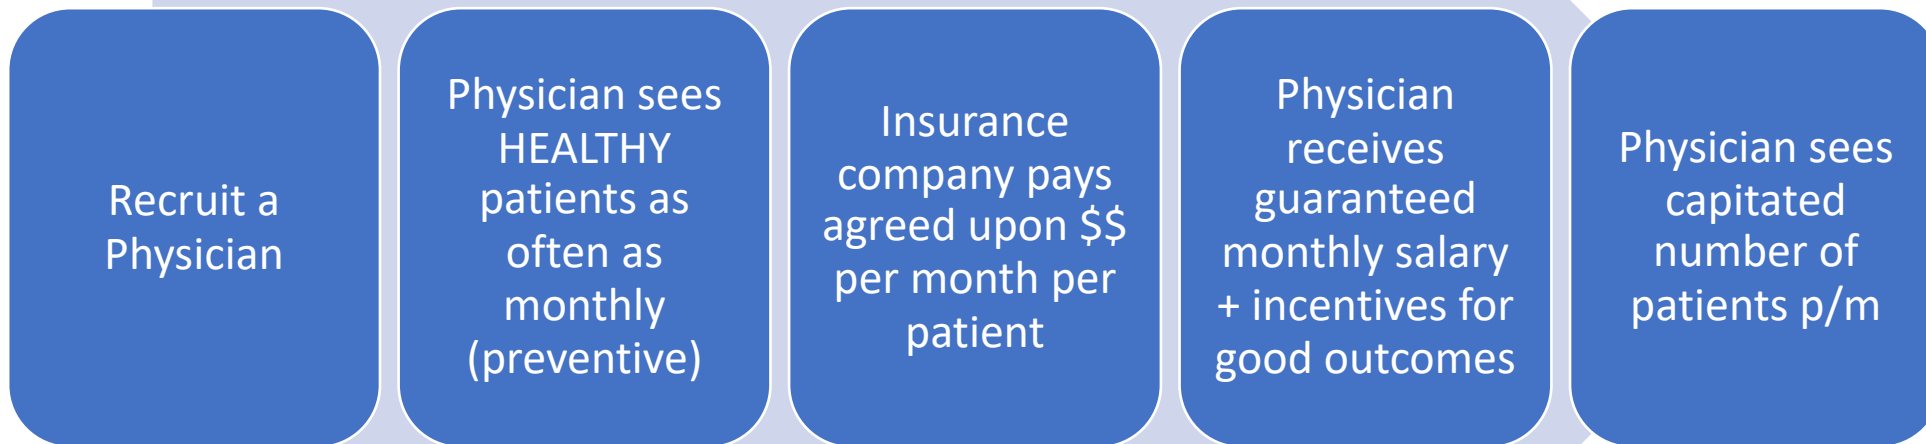 Recruit a
Physician
Physician sees
HEALTHY
patients as
often as
monthly
(preventive)
Insurance
company pays
agreed upon $$
per month per
patient
Physician
receives
guaranteed
monthly salary
+ incentives for
good outcomes
Physician sees
capitated
number of
patients p/m